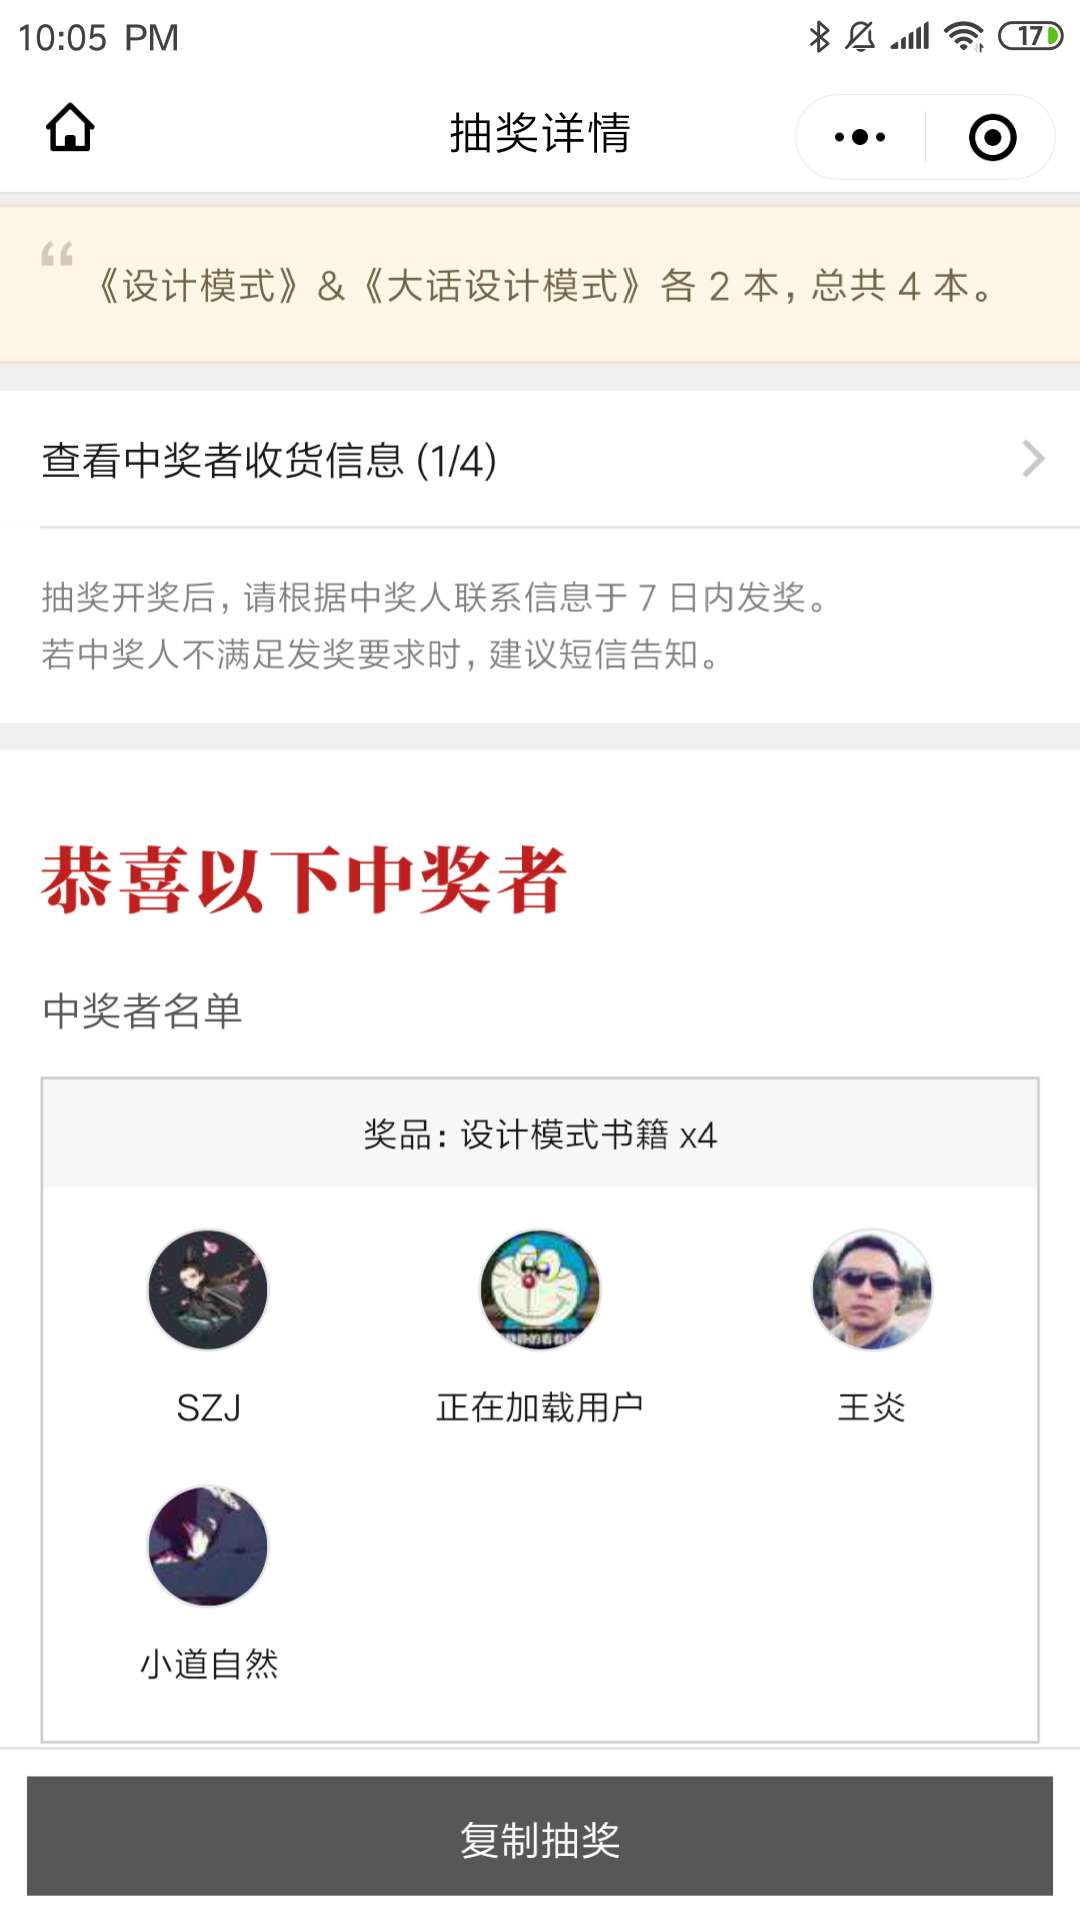 10:05 PM
17
抽奖详情
“
《设计模式》&《大话设计模式》各 2 本, 总共 4 本。
查看中奖者收货信息 (1/4)
抽奖开奖后, 请根据中奖人联系信息于 7 日内发奖。
若中奖人不满足发奖要求时, 建议短信告知。
恭喜以下中奖者
中奖者名单
奖品: 设计模式书籍 x4
SZJ
正在加载用户
王炎
小道自然
复制抽奖